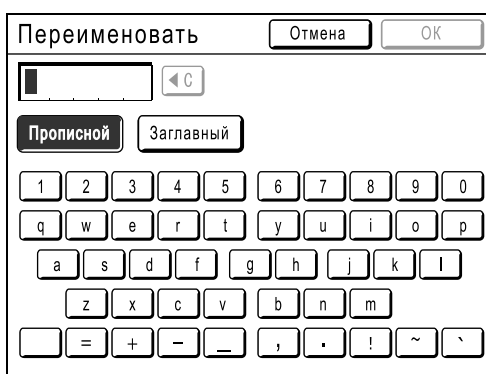 Переименовать Отмена OK
C
Прописной Заглавный
1 2 3 4 5 6 7 8 9 0
q w e r t y u i o p
a s d f g h j k l
z x c v b n m
= + − _ , . ! ~ `